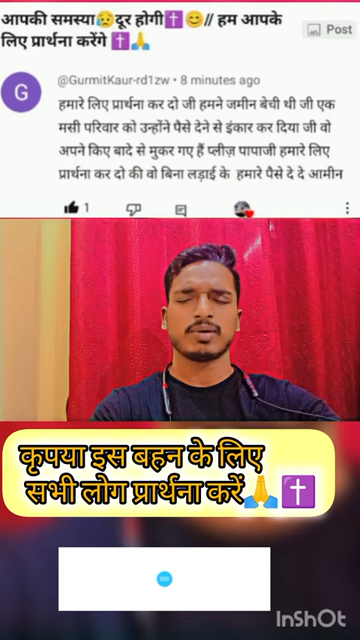 आपकी समस्या😥दूर होगी✝️😊// हम आपके
लिए प्रार्थना करेंगे ✝️🙏
Post
G
@GurmitKaur-rd1zw • 8 minutes ago
हमारे लिए प्रार्थना कर दो जी हमने जमीन बेची थी जी एक
मसी परिवार को उन्होंने पैसे देने से इंकार कर दिया जी वो
अपने किए बादे से मुकर गए हैं प्लीज़ पापाजी हमारे लिए
प्रार्थना कर दो की वो बिना लड़ाई के हमारे पैसे दे दे आमीन
1
कृपया इस बहन के लिए
सभी लोग प्रार्थना करें🙏✝️
InShOt